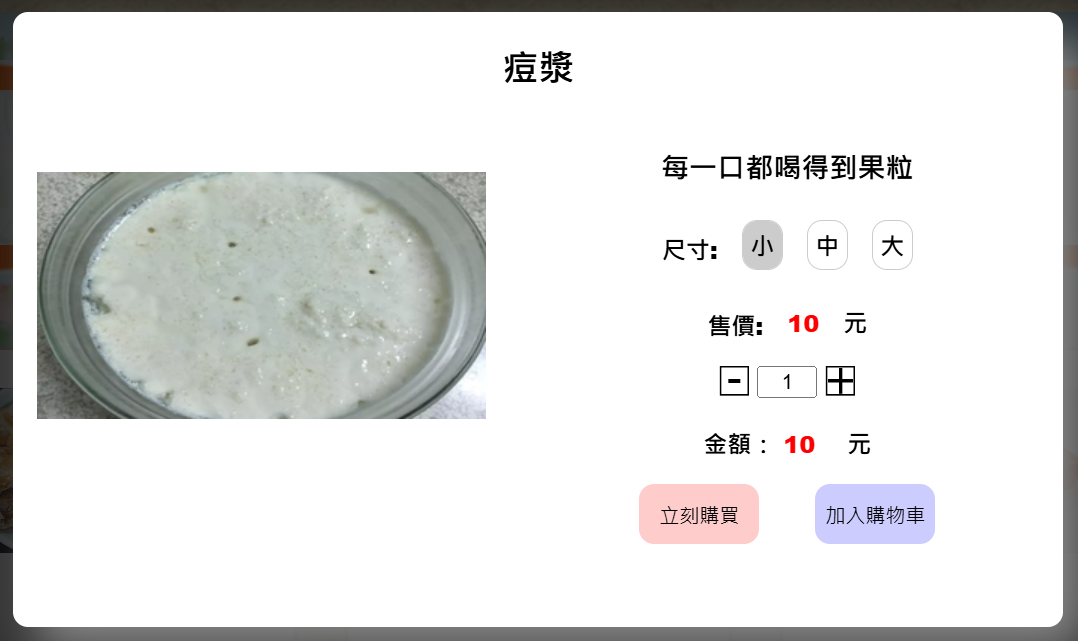 痘漿
每一口都喝得到果粒
尺寸: 小 中 大
售價: 10 元
- 1 +
金額： 10 元
立刻購買 加入購物車